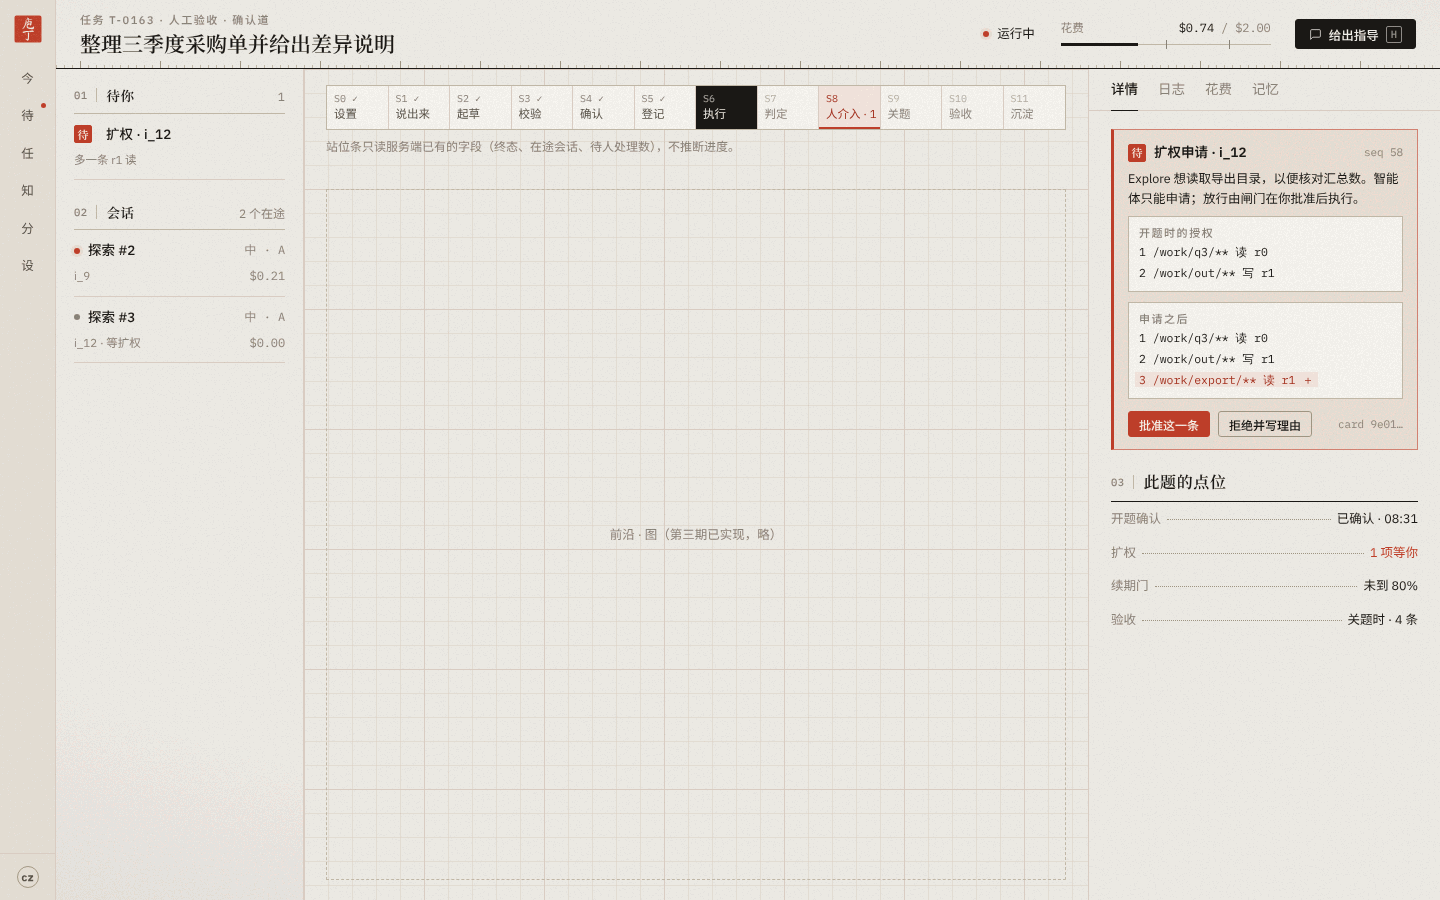 庖丁
今
待
任
知
分
设
cz
任务 T-0163 · 人工验收 · 确认道
整理三季度采购单并给出差异说明
运行中
花费 $0.74 / $2.00
给出指导 H
01 待你 1
待 扩权 · i_12
多一条 r1 读
02 会话 2 个在途
探索 #2 中 · A
i_9 $0.21
探索 #3 中 · A
i_12 · 等扩权 $0.00
S0 ✓ S1 ✓ S2 ✓ S3 ✓ S4 ✓ S5 ✓ S6 S7 S8 S9 S10 S11
设置 说出来 起草 校验 确认 登记 执行 判定 人介入 · 1 关题 验收 沉淀
站位条只读服务端已有的字段（终态、在途会话、待人处理数），不推断进度。
前沿 · 图（第三期已实现，略）
详情 日志 花费 记忆
待 扩权申请 · i_12 seq 58
Explore 想读取导出目录，以便核对汇总数。智能
体只能申请；放行由闸门在你批准后执行。
开题时的授权
1 /work/q3/** 读 r0
2 /work/out/** 写 r1
申请之后
1 /work/q3/** 读 r0
2 /work/out/** 写 r1
3 /work/export/** 读 r1 +
批准这一条 拒绝并写理由 card 9e01…
03 此题的点位
开题确认 已确认 · 08:31
扩权 1 项等你
续期门 未到 80%
验收 关题时 · 4 条